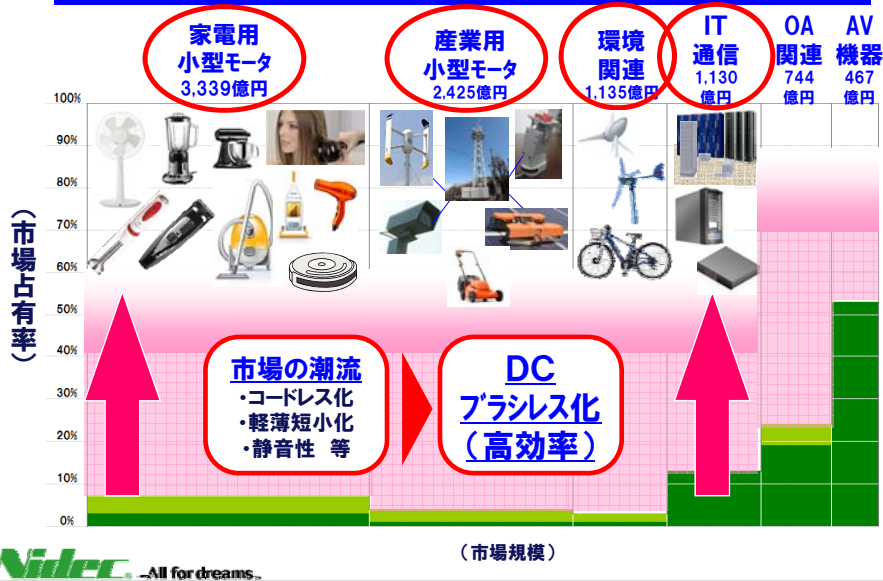 家電用
小型モータ
3,339億円
産業用
小型モータ
2,425億円
環境
関連
1,135億円
IT
通信
1,130
億円
OA
関連
744
億円
AV
機器
467
億円
(市場占有率)
100%
90%
80%
70%
60%
50%
40%
30%
20%
10%
0%
市場の潮流
・コードレス化
・軽薄短小化
・静音性 等
DC
ブラシレス化
(高効率)
(市場規模)
Nidec
-All for dreams